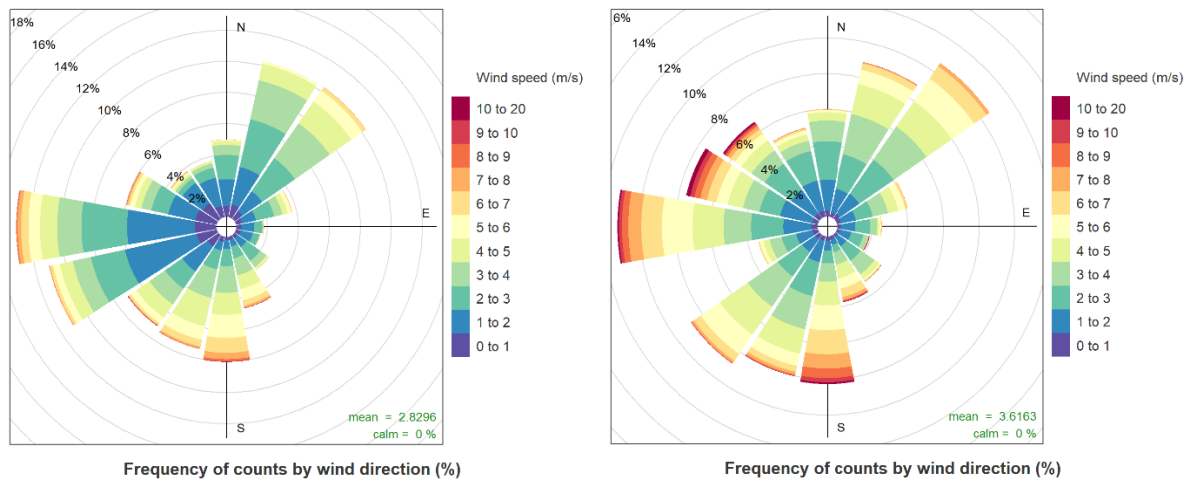 18%
16%
14%
12%
10%
8%
6%
4%
2%
N
E
S
mean = 2.8296
calm = 0 %
Wind speed (m/s)
10 to 20
9 to 10
8 to 9
7 to 8
6 to 7
5 to 6
4 to 5
3 to 4
2 to 3
1 to 2
0 to 1
Frequency of counts by wind direction (%)
6%
14%
12%
10%
8%
6%
4%
2%
N
E
S
mean = 3.6163
calm = 0 %
Wind speed (m/s)
10 to 20
9 to 10
8 to 9
7 to 8
6 to 7
5 to 6
4 to 5
3 to 4
2 to 3
1 to 2
0 to 1
Frequency of counts by wind direction (%)